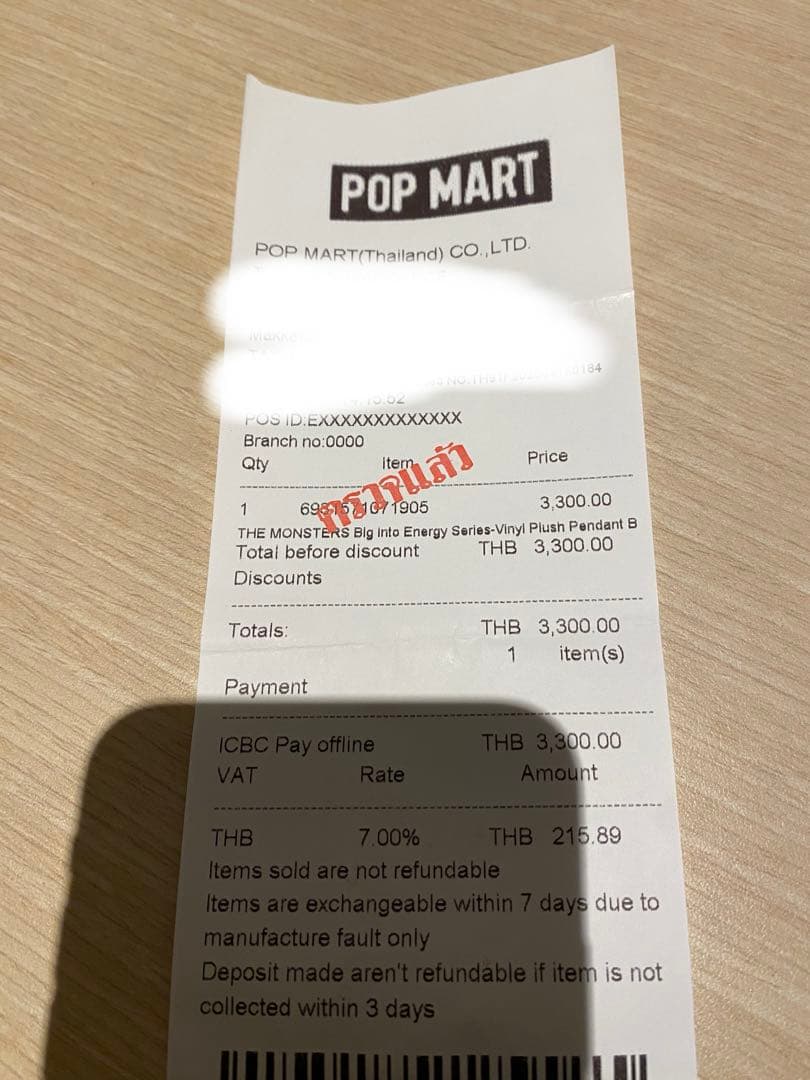 POP MART
POP MART(Thailand) CO.,LTD.
POS ID:EXXXXXXXXXXXXX
Branch no:0000
Qty Item Price
ตรวจแล้ว
1 6931571071905 3,300.00
THE MONSTERS Big into Energy Series-Vinyl Plush Pendant B
Total before discount THB 3,300.00
Discounts
Totals: THB 3,300.00
1 item(s)
Payment
ICBC Pay offline THB 3,300.00
VAT Rate Amount
THB 7.00% THB 215.89
Items sold are not refundable
Items are exchangeable within 7 days due to
manufacture fault only
Deposit made aren't refundable if item is not
collected within 3 days